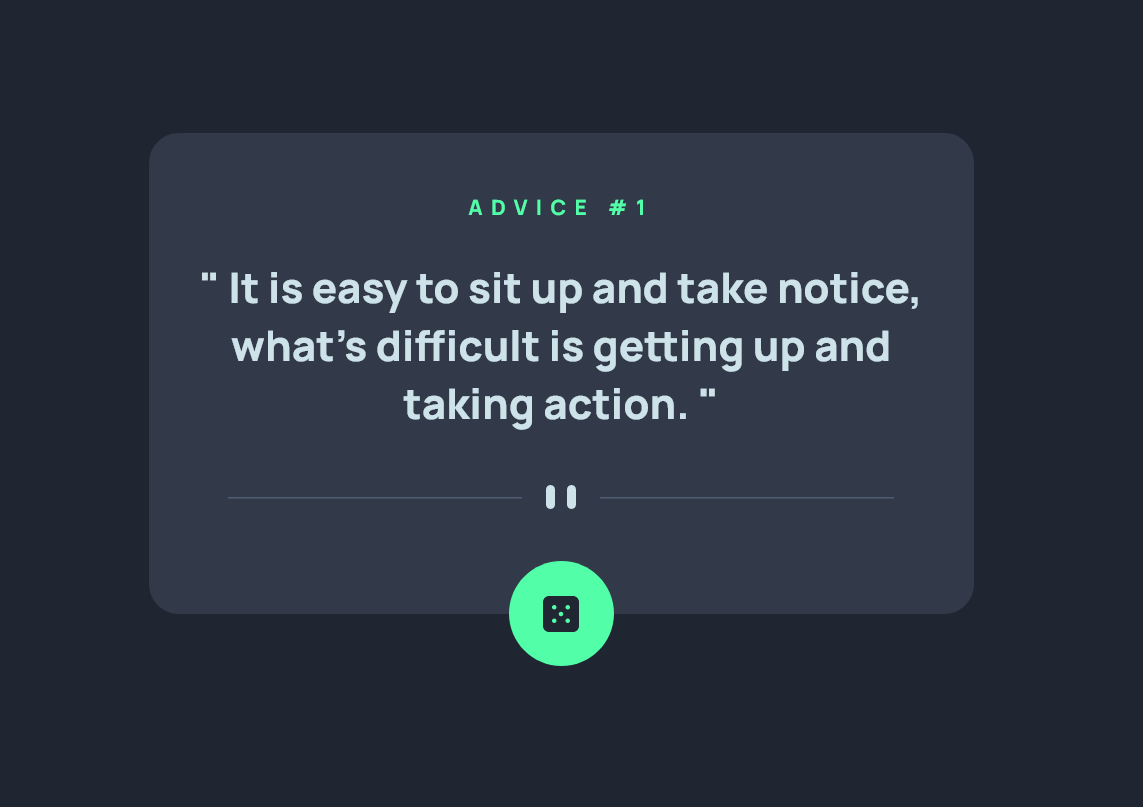 ADVICE #1
" It is easy to sit up and take notice,
what’s difficult is getting up and
taking action. "